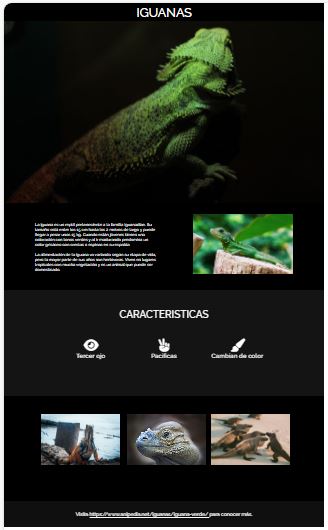 IGUANAS
La iguana es un reptil perteneciente a la familia Iguanidae. Su
tamaño está entre los 15 cm hasta los 2 metros de largo y puede
llegar a pesar unos 15 kg. Cuando están jóvenes tienen una
coloración con tonos verdes y al ir madurando predomina un
color grisáceo con crestas o espinas en su espalda
La alimentación de la iguana va variando según su etapa de vida,
pero la mayor parte de sus años son herbívoras. Viven en lugares
tropicales con mucha vegetación y es un animal que puede ser
domesticado.
CARACTERISTICAS
Tercer ojo
Pacificas
Cambian de color
Visita https://www.anipedia.net/iguanas/iguana-verde/ para conocer más.